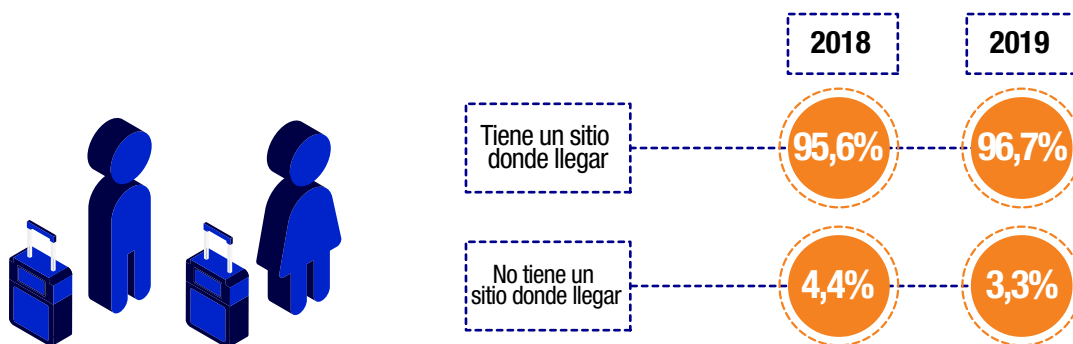 2018 2019
Tiene un sitio
donde llegar
95,6% 96,7%
No tiene un
sitio donde llegar
4,4% 3,3%